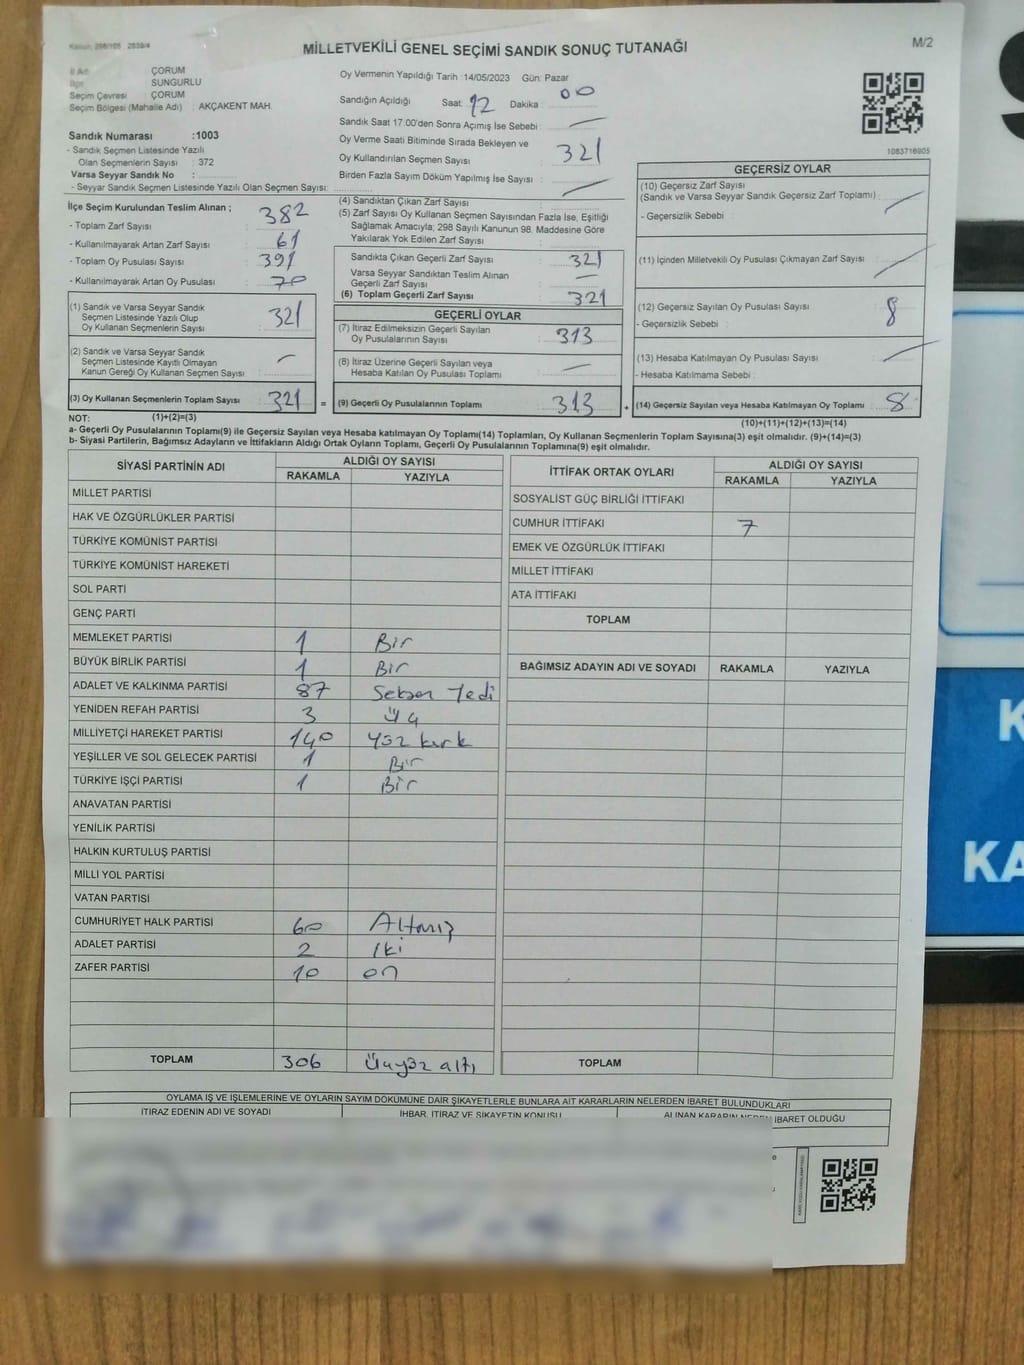 Kanun: 298/105 2839/4
MİLLETVEKİLİ GENEL SEÇİMİ SANDIK SONUÇ TUTANAĞI
M/2
İl Adı ÇORUM
İlçe SUNGURLU
Seçim Çevresi ÇORUM
Seçim Bölgesi (Mahalle Adı) : AKÇAKENT MAH.
Oy Vermenin Yapıldığı Tarih :14/05/2023 Gün: Pazar
Sandığın Açıldığı Saat: 12 Dakika : 00
Sandık Saat 17:00'den Sonra Açımış İse Sebebi : —
Oy Verme Saati Bitiminde Sırada Bekleyen ve
Oy Kullandırılan Seçmen Sayısı : 321
Birden Fazla Sayım Döküm Yapılmış İse Sayısı : —
1083716905
Sandık Numarası :1003
- Sandık Seçmen Listesinde Yazılı
Olan Seçmenlerin Sayısı : 372
Varsa Seyyar Sandık No :
- Seyyar Sandık Seçmen Listesinde Yazılı Olan Seçmen Sayısı:
İlçe Seçim Kurulundan Teslim Alınan ;
- Toplam Zarf Sayısı : 382
- Kullanılmayarak Artan Zarf Sayısı : 61
- Toplam Oy Pusulası Sayısı : 391
- Kullanılmayarak Artan Oy Pusulası : 70
(1) Sandık ve Varsa Seyyar Sandık
Seçmen Listesinde Yazılı Olup
Oy Kullanan Seçmenlerin Sayısı : 321
(2) Sandık ve Varsa Seyyar Sandık
Seçmen Listesinde Kayıtlı Olmayan
Kanun Gereği Oy Kullanan Seçmen Sayısı : —
(3) Oy Kullanan Seçmenlerin Toplam Sayısı : 321 =
(4) Sandıktan Çıkan Zarf Sayısı :
(5) Zarf Sayısı Oy Kullanan Seçmen Sayısından Fazla İse, Eşitliği
Sağlamak Amacıyla; 298 Sayılı Kanunun 98. Maddesine Göre
Yakılarak Yok Edilen Zarf Sayısı :
Sandıkta Çıkan Geçerli Zarf Sayısı : 321
Varsa Seyyar Sandıktan Teslim Alınan
Geçerli Zarf Sayısı : —
(6) Toplam Geçerli Zarf Sayısı : 321
GEÇERLİ OYLAR
(7) İtiraz Edilmeksizin Geçerli Sayılan
Oy Pusulalarının Sayısı : 313
(8) İtiraz Üzerine Geçerli Sayılan veya
Hesaba Katılan Oy Pusulası Toplamı : —
(9) Geçerli Oy Pusulalarının Toplamı : 313 +
GEÇERSİZ OYLAR
(10) Geçersiz Zarf Sayısı
(Sandık ve Varsa Seyyar Sandık Geçersiz Zarf Toplamı) : —
- Geçersizlik Sebebi :
(11) İçinden Milletvekili Oy Pusulası Çıkmayan Zarf Sayısı : —
(12) Geçersiz Sayılan Oy Pusulası Sayısı : 8
- Geçersizlik Sebebi :
(13) Hesaba Katılmayan Oy Pusulası Sayısı : —
- Hesaba Katılmama Sebebi :
(14) Geçersiz Sayılan veya Hesaba Katılmayan Oy Toplamı : 8
NOT: (1)+(2)=(3) (10)+(11)+(12)+(13)=(14)
a- Geçerli Oy Pusulalarının Toplamı(9) ile Geçersiz Sayılan veya Hesaba katılmayan Oy Toplamı(14) Toplamları, Oy Kullanan Seçmenlerin Toplam Sayısına(3) eşit olmalıdır. (9)+(14)=(3)
b- Siyasi Partilerin, Bağımsız Adayların ve İttifakların Aldığı Ortak Oyların Toplamı, Geçerli Oy Pusulalarının Toplamına(9) eşit olmalıdır.
SİYASİ PARTİNİN ADI ALDIĞI OY SAYISI
RAKAMLA YAZIYLA
MİLLET PARTİSİ
HAK VE ÖZGÜRLÜKLER PARTİSİ
TÜRKİYE KOMÜNİST PARTİSİ
TÜRKİYE KOMÜNİST HAREKETİ
SOL PARTİ
GENÇ PARTİ
MEMLEKET PARTİSİ 1 Bir
BÜYÜK BİRLİK PARTİSİ 1 Bir
ADALET VE KALKINMA PARTİSİ 87 Seksen Yedi
YENİDEN REFAH PARTİSİ 3 Üç
MİLLİYETÇİ HAREKET PARTİSİ 140 Yüz kırk
YEŞİLLER VE SOL GELECEK PARTİSİ 1 Bir
TÜRKİYE İŞÇİ PARTİSİ 1 Bir
ANAVATAN PARTİSİ
YENİLİK PARTİSİ
HALKIN KURTULUŞ PARTİSİ
MİLLİ YOL PARTİSİ
VATAN PARTİSİ
CUMHURİYET HALK PARTİSİ 60 Altmış
ADALET PARTİSİ 2 İki
ZAFER PARTİSİ 10 on
TOPLAM 306 Üçyüz altı
İTTİFAK ORTAK OYLARI ALDIĞI OY SAYISI
RAKAMLA YAZIYLA
SOSYALİST GÜÇ BİRLİĞİ İTTİFAKI
CUMHUR İTTİFAKI 7
EMEK VE ÖZGÜRLÜK İTTİFAKI
MİLLET İTTİFAKI
ATA İTTİFAKI
TOPLAM
BAĞIMSIZ ADAYIN ADI VE SOYADI RAKAMLA YAZIYLA
TOPLAM
OYLAMA İŞ VE İŞLEMLERİNE VE OYLARIN SAYIM DÖKÜMÜNE DAİR ŞİKAYETLERLE BUNLARA AİT KARARLARIN NELERDEN İBARET BULUNDUKLARI
İTİRAZ EDENİN ADI VE SOYADI İHBAR, İTİRAZ VE ŞİKAYETİN KONUSU ALINAN KARARIN NEDEN İBARET OLDUĞU
K
KA